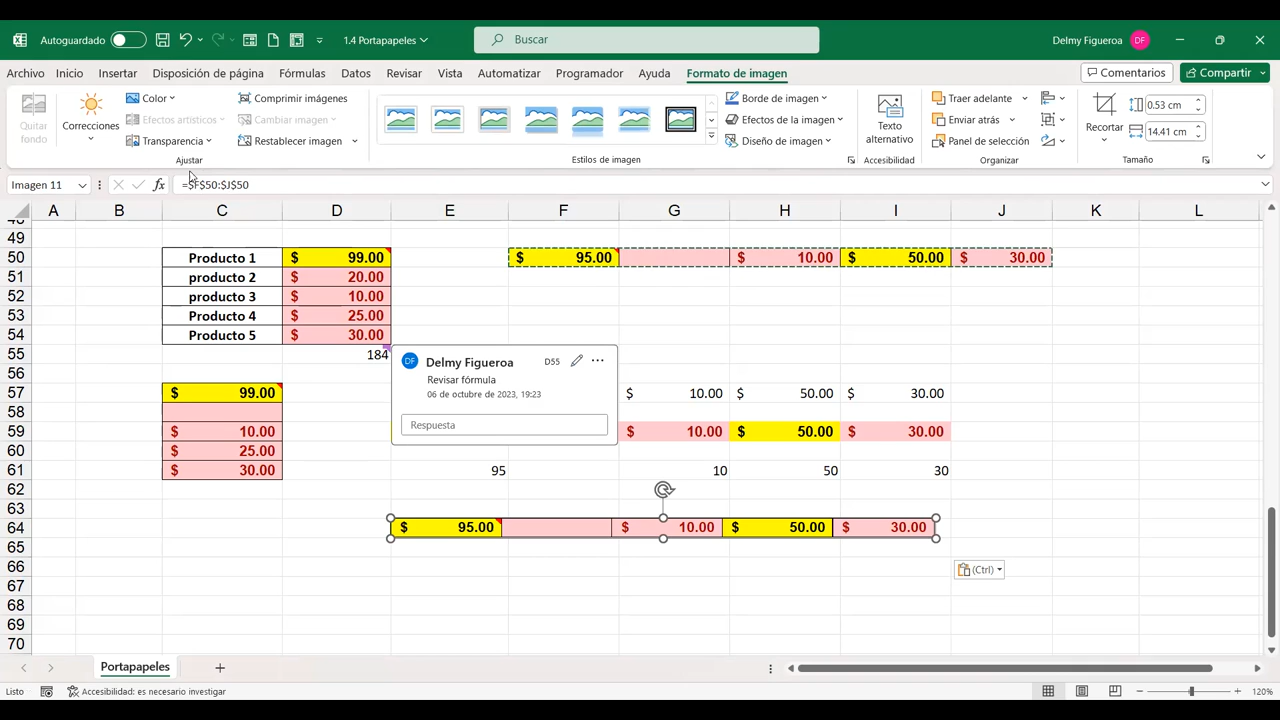 Autoguardado
1.4 Portapapeles
Buscar
Delmy Figueroa DF
Archivo Inicio Insertar Disposición de página Fórmulas Datos Revisar Vista Automatizar Programador Ayuda Formato de imagen Comentarios Compartir
Quitar fondo
Correcciones
Color
Efectos artísticos
Transparencia
Comprimir imágenes
Cambiar imagen
Restablecer imagen
Ajustar
Borde de imagen
Efectos de la imagen
Diseño de imagen
Estilos de imagen
Texto alternativo
Accesibilidad
Traer adelante
Enviar atrás
Panel de selección
Organizar
Recortar
0.53 cm
14.41 cm
Tamaño
Imagen 11 fx =$F$50:$J$50
A B C D E F G H I J K L
48
49
50 Producto 1 $ 99.00 $ 95.00 $ 10.00 $ 50.00 $ 30.00
51 producto 2 $ 20.00
52 producto 3 $ 10.00
53 Producto 4 $ 25.00
54 Producto 5 $ 30.00
55 184
DF Delmy Figueroa D55
Revisar fórmula
06 de octubre de 2023, 19:23
Respuesta
56
57 $ 99.00 $ 10.00 $ 50.00 $ 30.00
58
59 $ 10.00 $ 10.00 $ 50.00 $ 30.00
60 $ 25.00
61 $ 30.00 95 10 50 30
62
63
64 $ 95.00 $ 10.00 $ 50.00 $ 30.00
65
66 (Ctrl)
67
68
69
70
Portapapeles
Listo Accesibilidad: es necesario investigar 120%